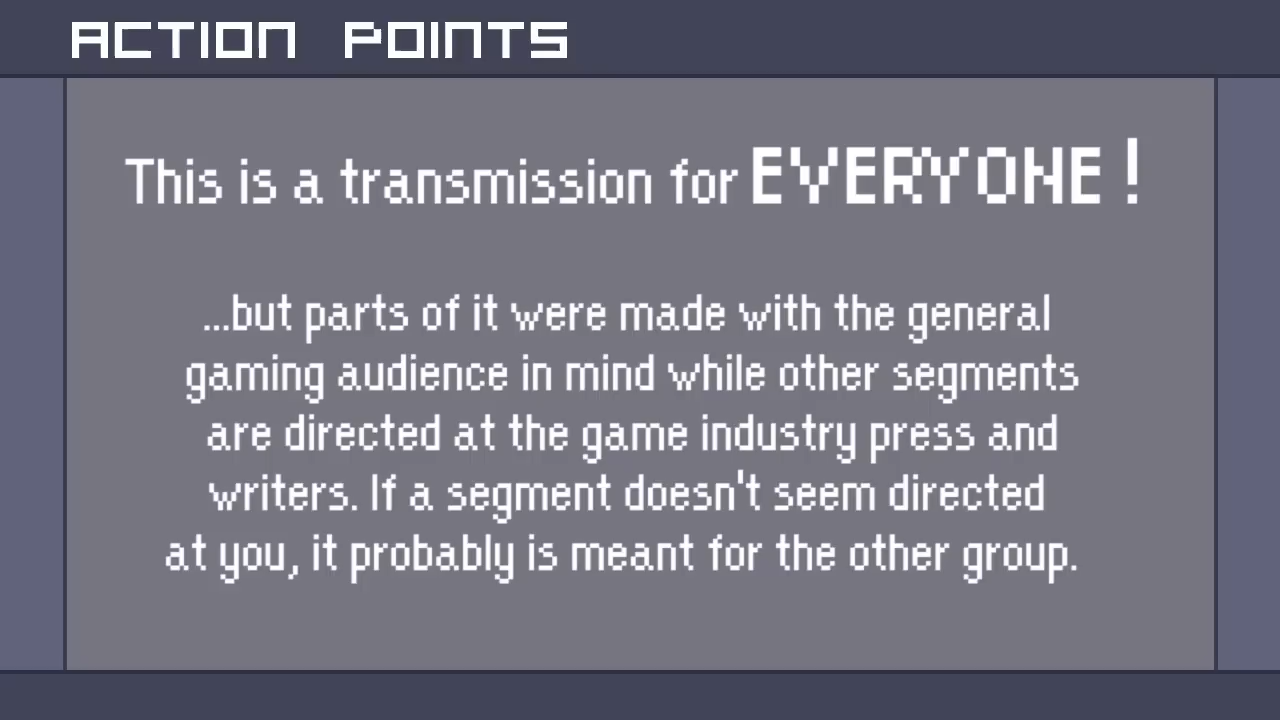 ACTION POINTS
This is a transmission for EVERYONE!
...but parts of it were made with the general
gaming audience in mind while other segments
are directed at the game industry press and
writers. If a segment doesn't seem directed
at you, it probably is meant for the other group.